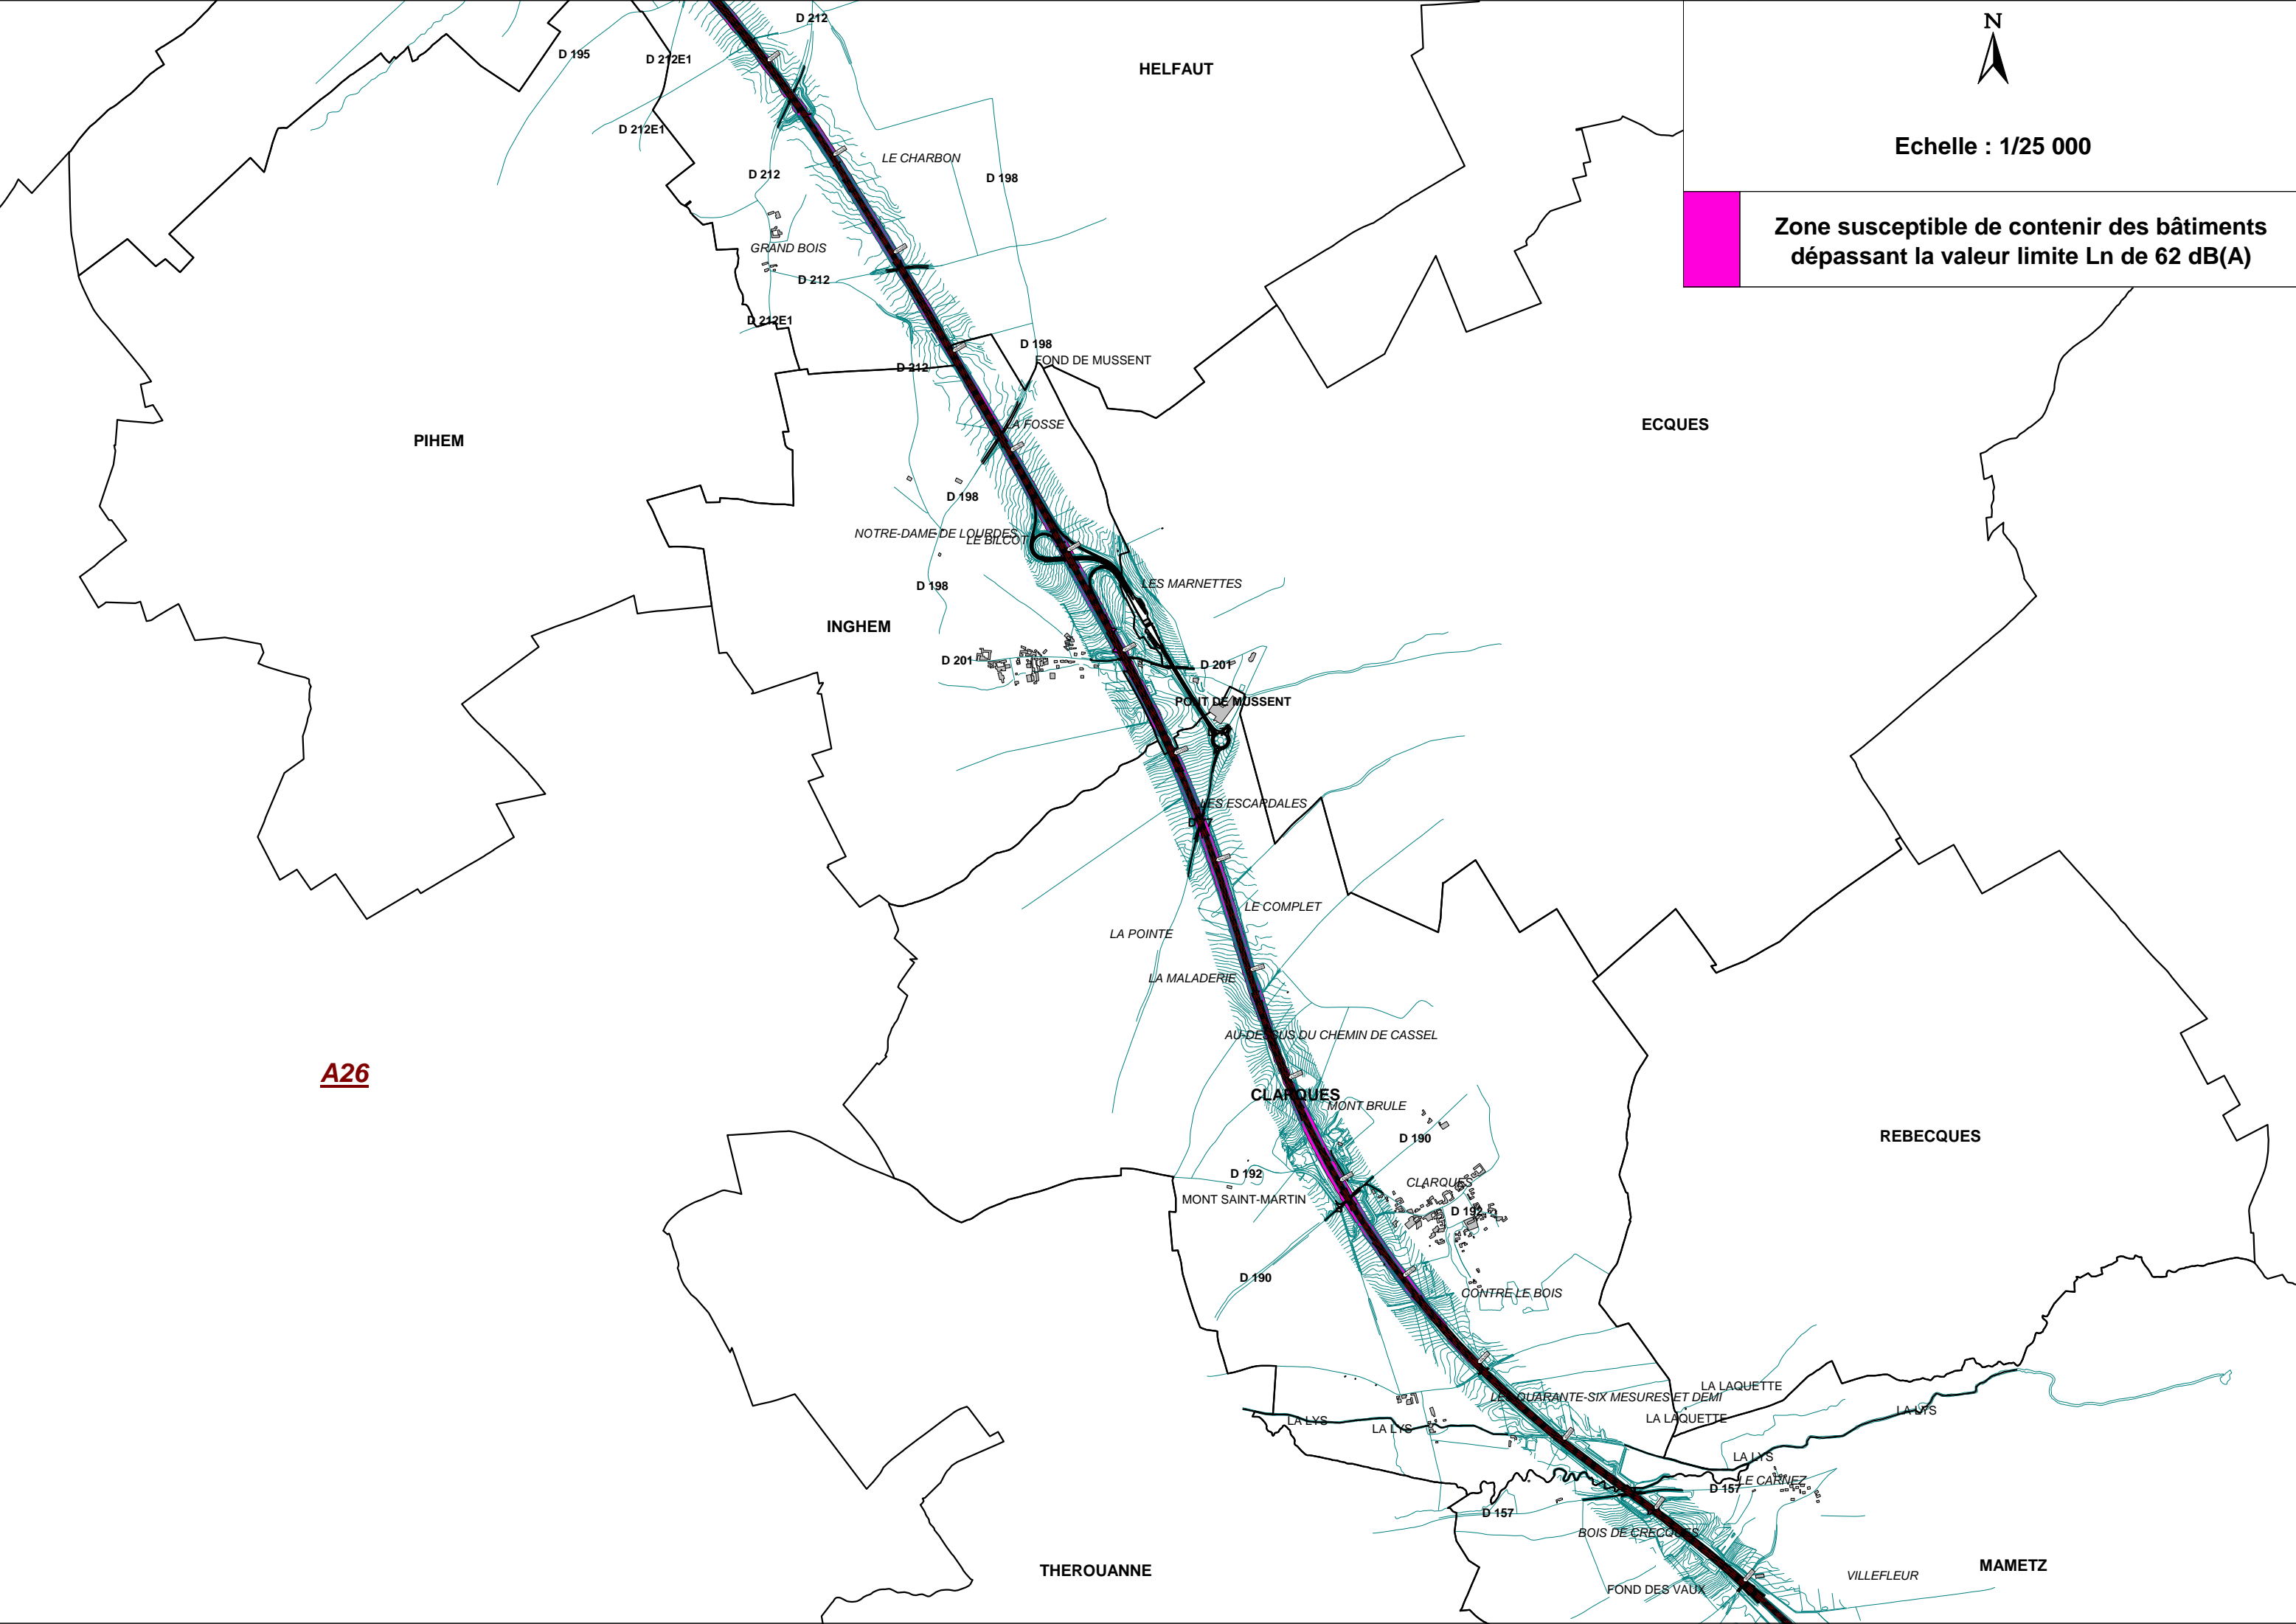 D 212
N
D 195
D 212E1
HELFAUT
D 212E1
Echelle : 1/25 000
LE CHARBON
D 212
D 198
Zone susceptible de contenir des bâtiments
dépassant la valeur limite Ln de 62 dB(A)
GRAND BOIS
D 212
D 212E1
D 198
FOND DE MUSSENT
D 212
LA FOSSE
ECQUES
PIHEM
D 198
NOTRE-DAME-DE-LOURDES
LE BILCOT
D 198
LES MARNETTES
INGHEM
D 201
D 201
PONT DE MUSSENT
LES ESCARDALES
D 77
LE COMPLET
LA POINTE
LA MALADERIE
AU-DESSUS DU CHEMIN DE CASSEL
A26
CLARQUES
MONT BRULE
D 190
REBECQUES
D 192
CLARQUES
MONT SAINT-MARTIN
D 192
D 190
CONTRE LE BOIS
LA LAQUETTE
LES QUARANTE-SIX MESURES ET DEMI
LA LYS
LA LAQUETTE
LA LYS
LA LYS
LA LYS
LE CARNEZ
D 157
D 157
BOIS DE CRECQUES
THEROUANNE
MAMETZ
VILLEFLEUR
FOND DES VAUX